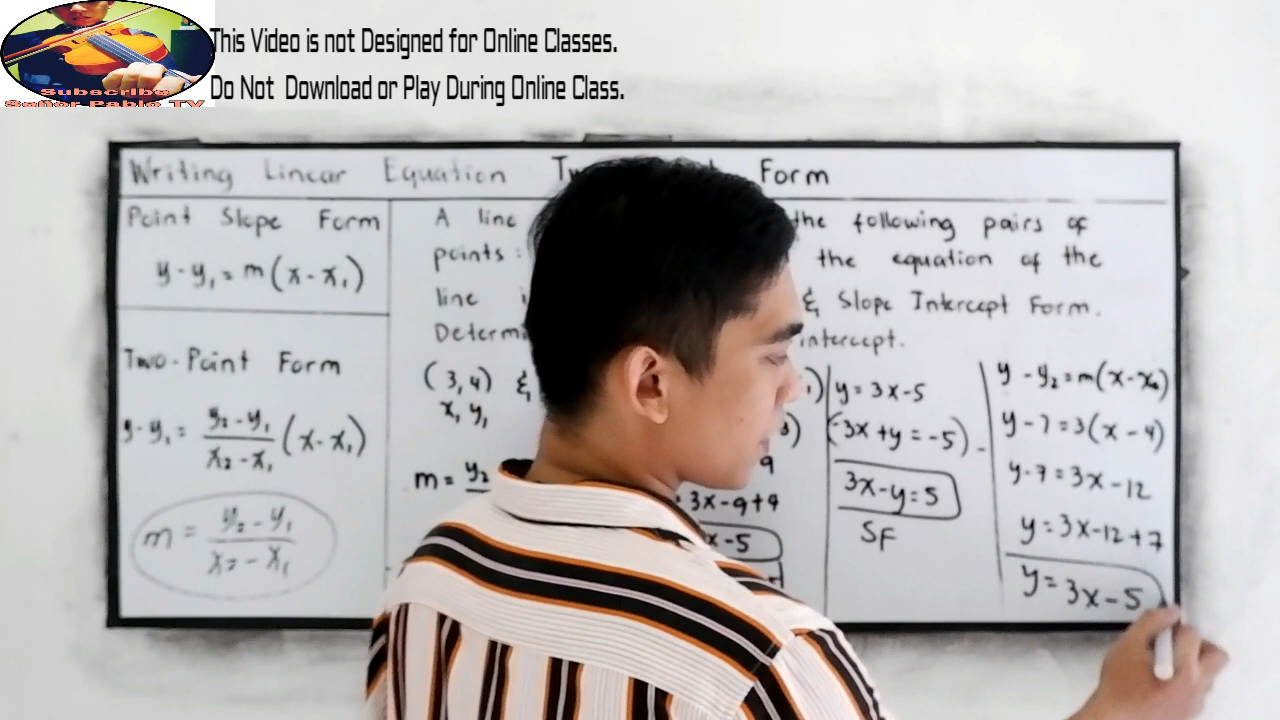 This Video is not Designed for Online Classes.
Do Not Download or Play During Online Class.
Subscribe
Señor Pablo TV
Writing Linear Equation Form
Point Slope Form
y - y₁ = m(x - x₁)
Two-Point Form
y-y₁ = y₂-y₁/x₂-x₁ (x-x₁)
m = y₂-y₁/x₂-x₁
A line the following pairs of
points: the equation of the
line & Slope Intercept Form.
intercept.
(3,4) &
x₁ y₁
m = y₂
3x-9+4
x-5
y=3x-5
(-3x+y=-5)-
3x-y=5
SF
y-y₂=m(x-x₂)
y-7=3(x-4)
y-7=3x-12
y=3x-12+7
y=3x-5